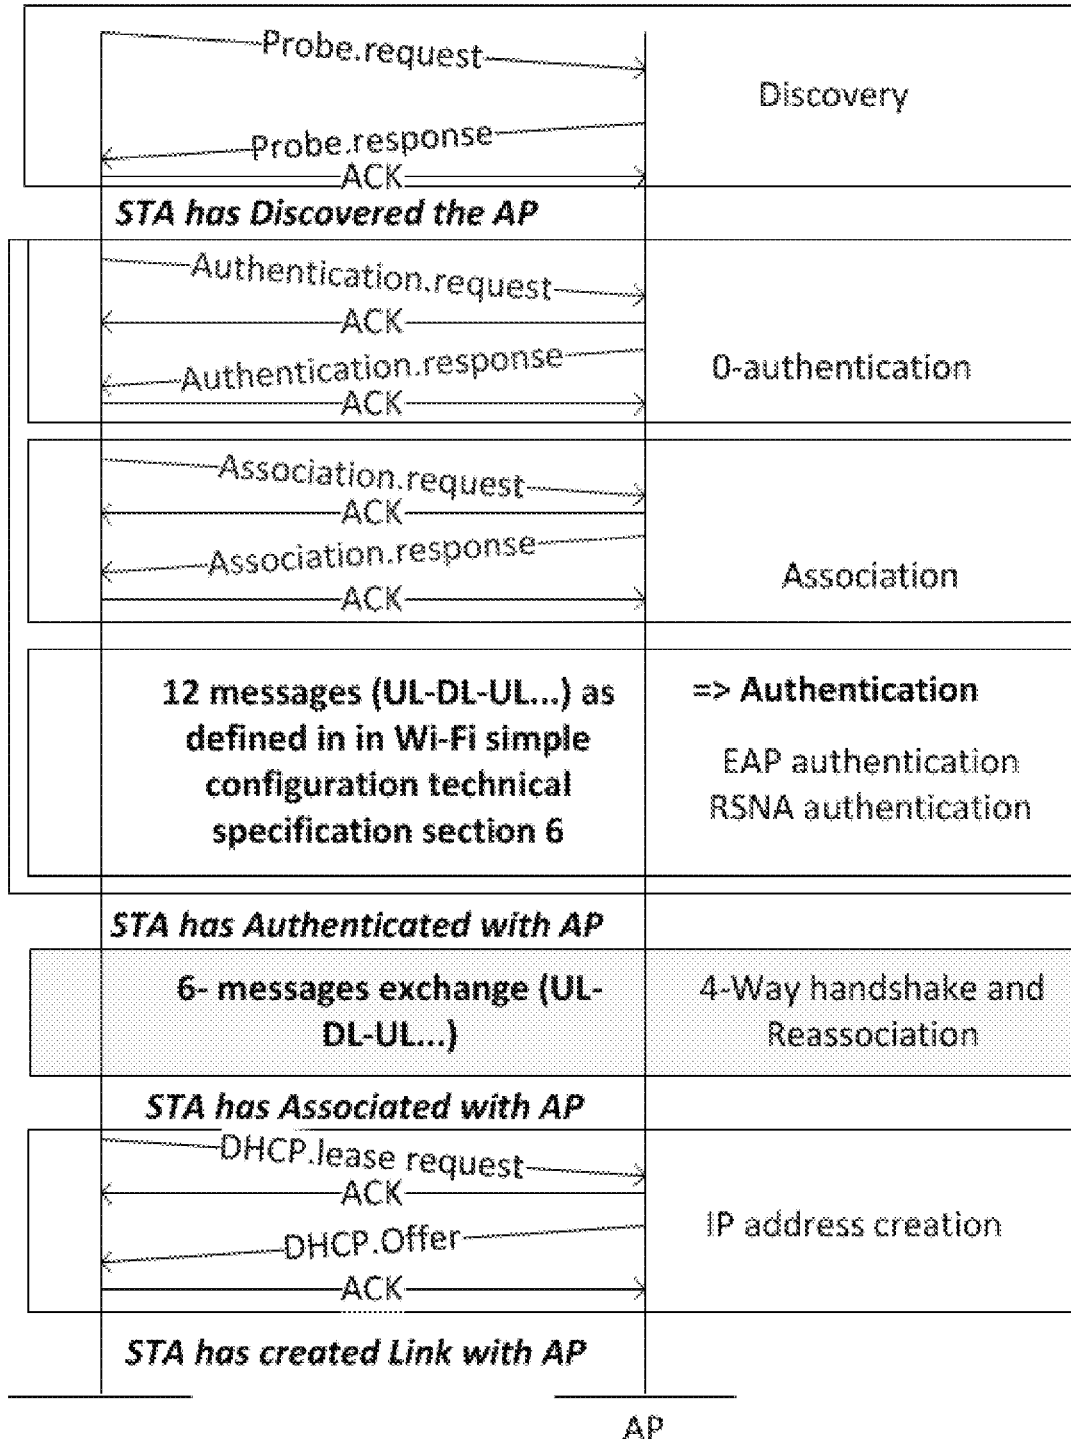 Probe.request
Discovery
Probe.response
ACK
STA has Discovered the AP
Authentication.request
ACK
Authentication.response
0-authentication
ACK
Association.request
ACK
Association.response
Association
ACK
12 messages (UL-DL-UL...) as
defined in in Wi-Fi simple
configuration technical
specification section 6
=> Authentication
EAP authentication
RSNA authentication
STA has Authenticated with AP
6- messages exchange (UL-
DL-UL...)
4-Way handshake and
Reassociation
STA has Associated with AP
DHCP.lease request
ACK
IP address creation
DHCP.Offer
ACK
STA has created Link with AP
AP